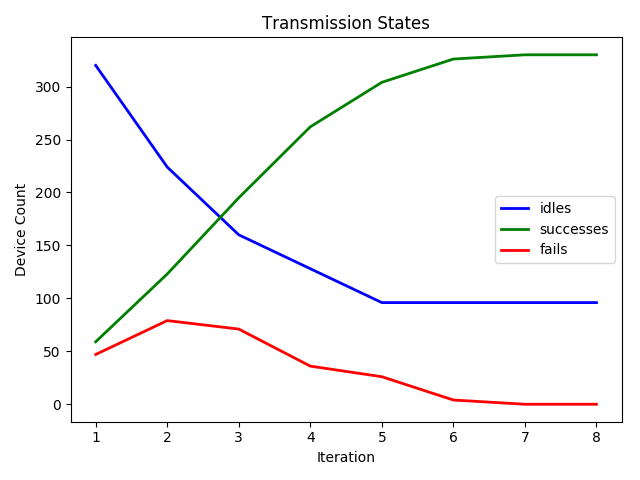 Transmission States
Device Count
300
250
200
150
100
50
0
idles
successes
fails
1 2 3 4 5 6 7 8
Iteration